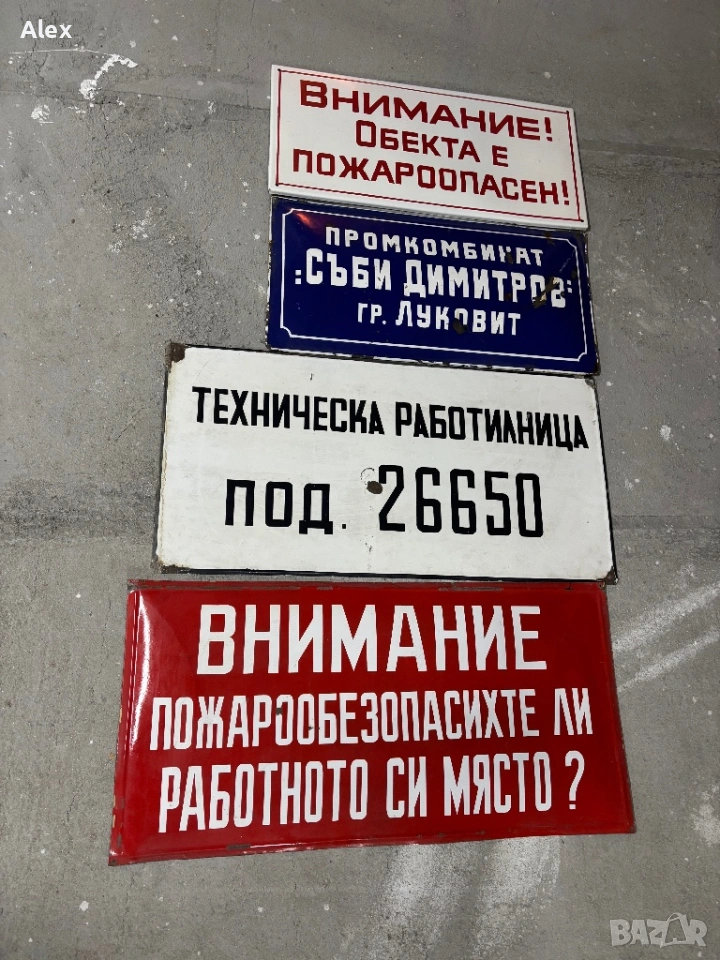 Alex
ВНИМАНИЕ!
ОБЕКТА Е
ПОЖАРООПАСЕН!
ПРОМКОМБИНАТ
„СЪБИ ДИМИТРОВ"
ГР. ЛУКОВИТ
ТЕХНИЧЕСКА РАБОТИЛНИЦА
ПОД. 26650
ВНИМАНИЕ
ПОЖАРООБЕЗОПАСИХТЕ ЛИ
РАБОТНОТО СИ МЯСТО?
BAZAR